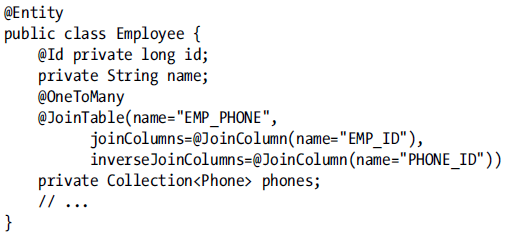 @Entity
public class Employee {
    @Id private long id;
    private String name;
    @OneToMany
    @JoinTable(name="EMP_PHONE",
          joinColumns=@JoinColumn(name="EMP_ID"),
          inverseJoinColumns=@JoinColumn(name="PHONE_ID"))
    private Collection<Phone> phones;
    // ...
}